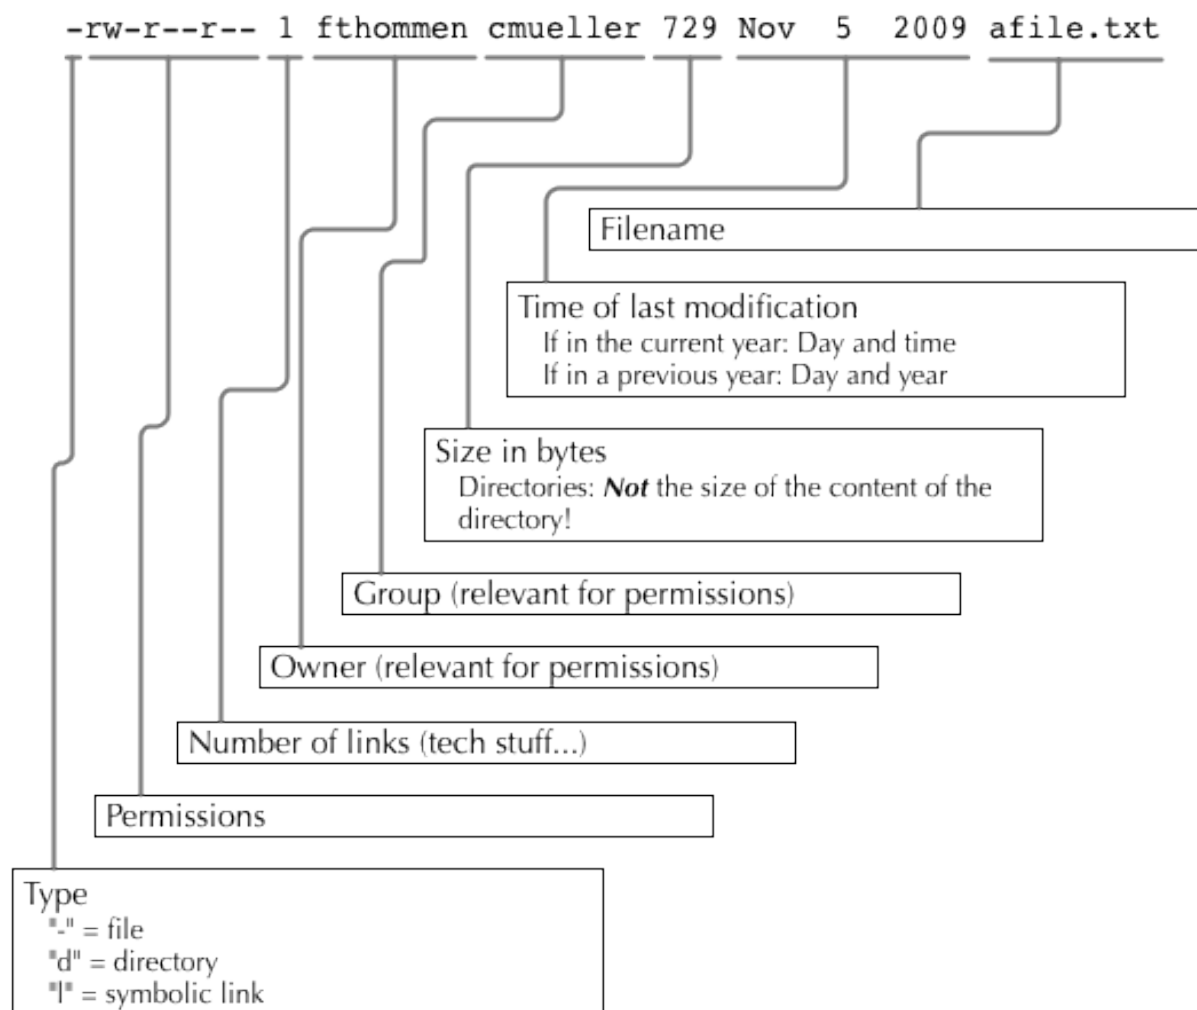 -rw-r--r-- 1 fthommen cmueller 729 Nov 5 2009 afile.txt
Filename
Time of last modification
If in the current year: Day and time
If in a previous year: Day and year
Size in bytes
Directories: Not the size of the content of the
directory!
Group (relevant for permissions)
Owner (relevant for permissions)
Number of links (tech stuff...)
Permissions
Type
"-" = file
"d" = directory
"l" = symbolic link